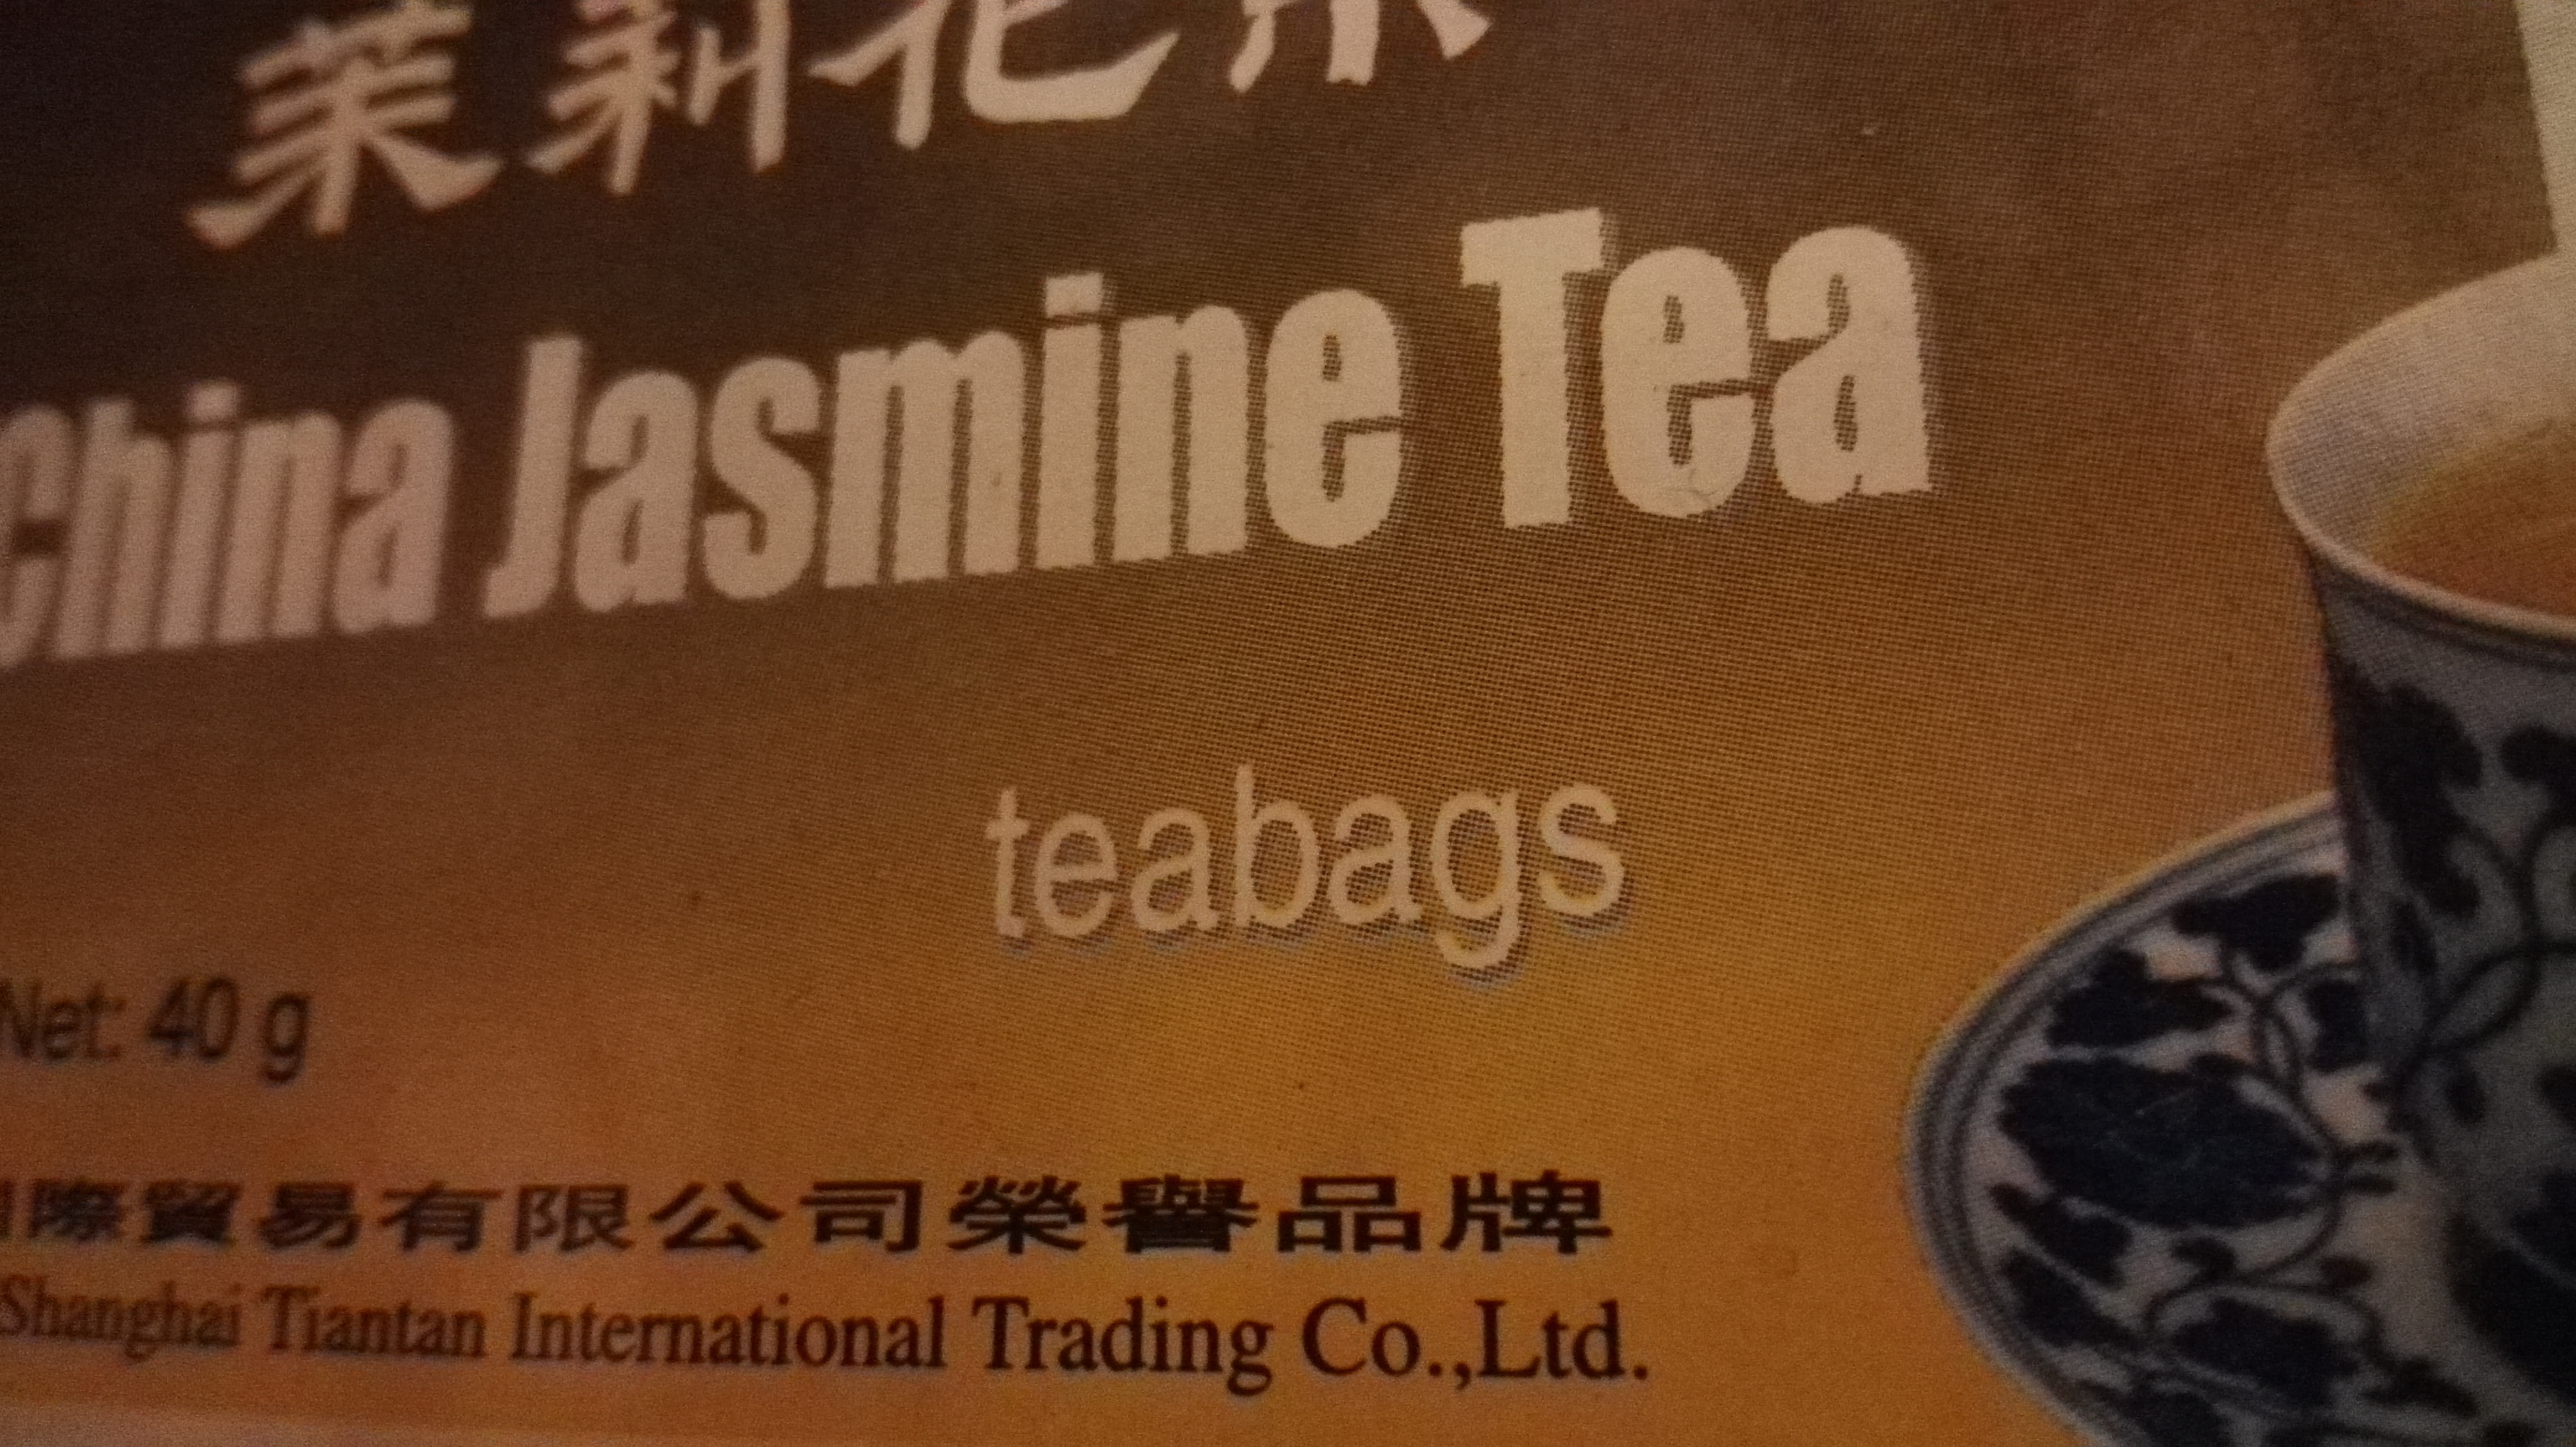 茉莉花茶
China Jasmine Tea
teabags
Net: 40 g
際貿易有限公司榮譽品牌
Shanghai Tiantan International Trading Co.,Ltd.